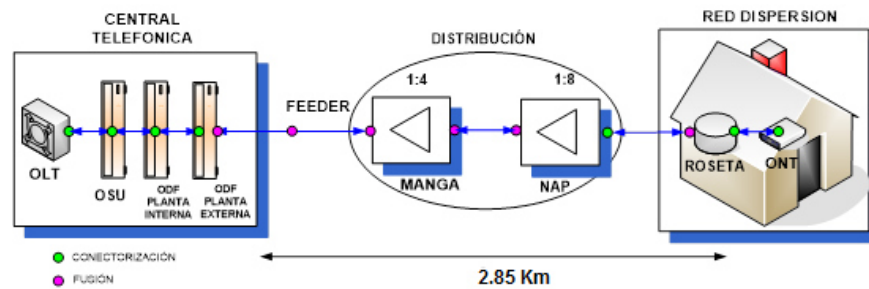 CENTRAL
TELEFONICA
OLT
OSU
ODF
PLANTA
INTERNA
ODF
PLANTA
EXTERNA
FEEDER
DISTRIBUCIÓN
1:4
MANGA
1:8
NAP
RED DISPERSION
ROSETA
ONT
CONECTORIZACIÓN
FUSIÓN
2.85 Km